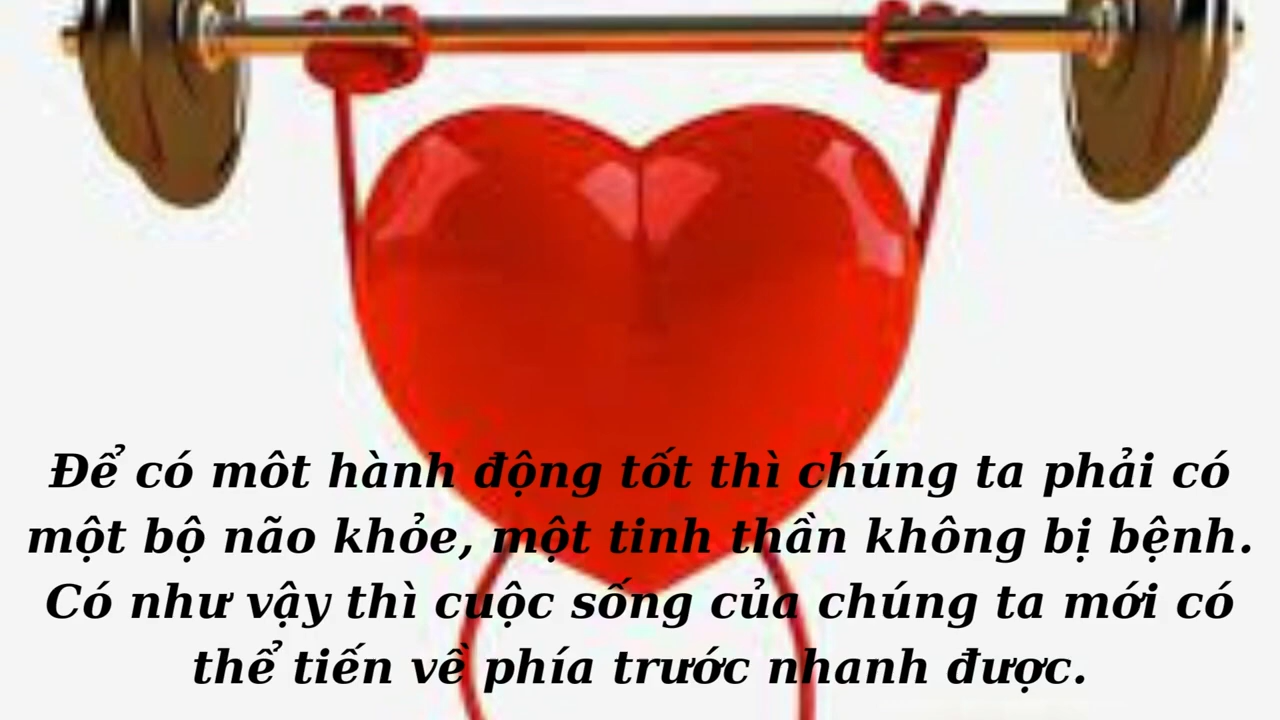 Để có môt hành động tốt thì chúng ta phải có
một bộ não khỏe, một tinh thần không bị bệnh.
Có như vậy thì cuộc sống của chúng ta mới có
thể tiến về phía trước nhanh được.